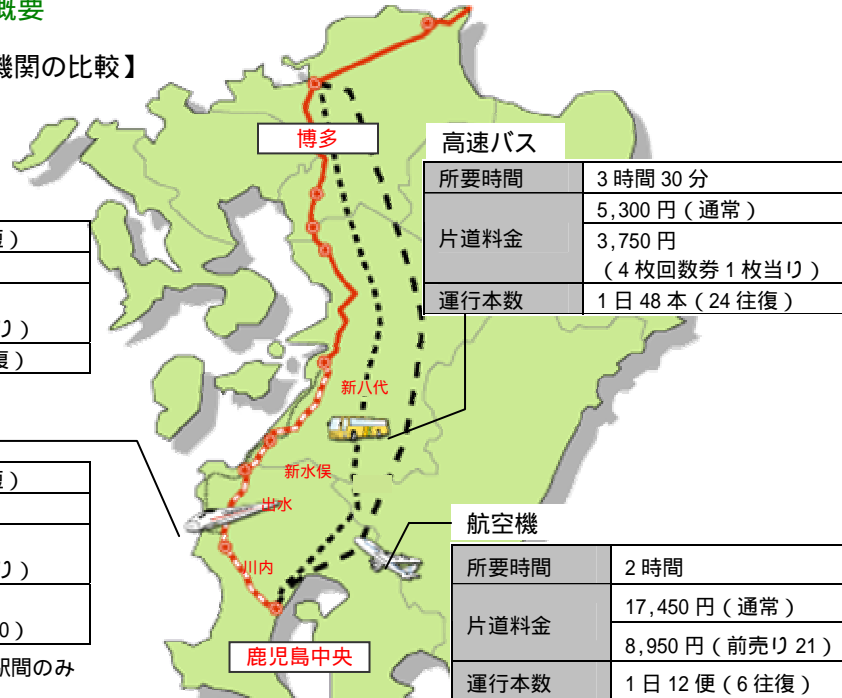 概要
機関の比較】
博多
高速バス
所要時間 3時間30分
片道料金 5,300円(通常)
3,750円
(4枚回数券1枚当り)
運行本数 1日48本(24往復)
)
り)
復)
新八代
新水俣
出水
川内
鹿児島中央
)
り)
0)
駅間のみ
航空機
所要時間 2時間
片道料金 17,450円(通常)
8,950円(前売り21)
運行本数 1日12便(6往復)